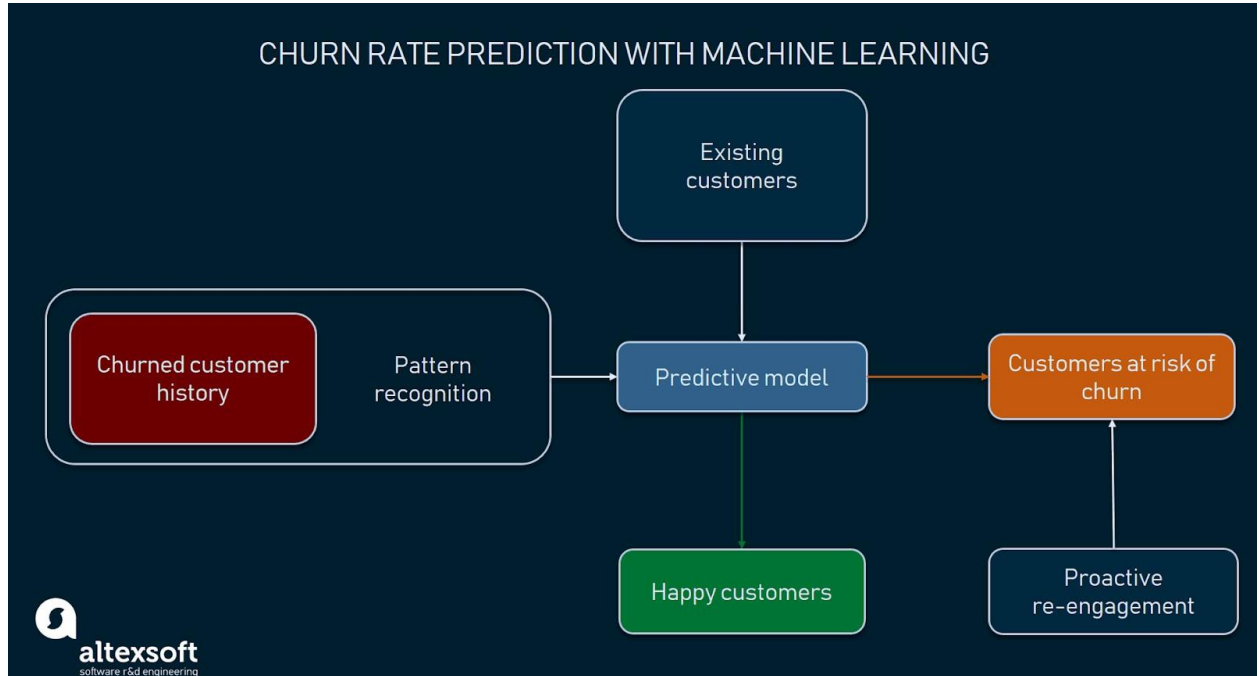 CHURN RATE PREDICTION WITH MACHINE LEARNING
Existing
customers
Churned customer
history
Pattern
recognition
Predictive model
Customers at risk of
churn
Happy customers
Proactive
re-engagement
altexsoft
software r&d engineering